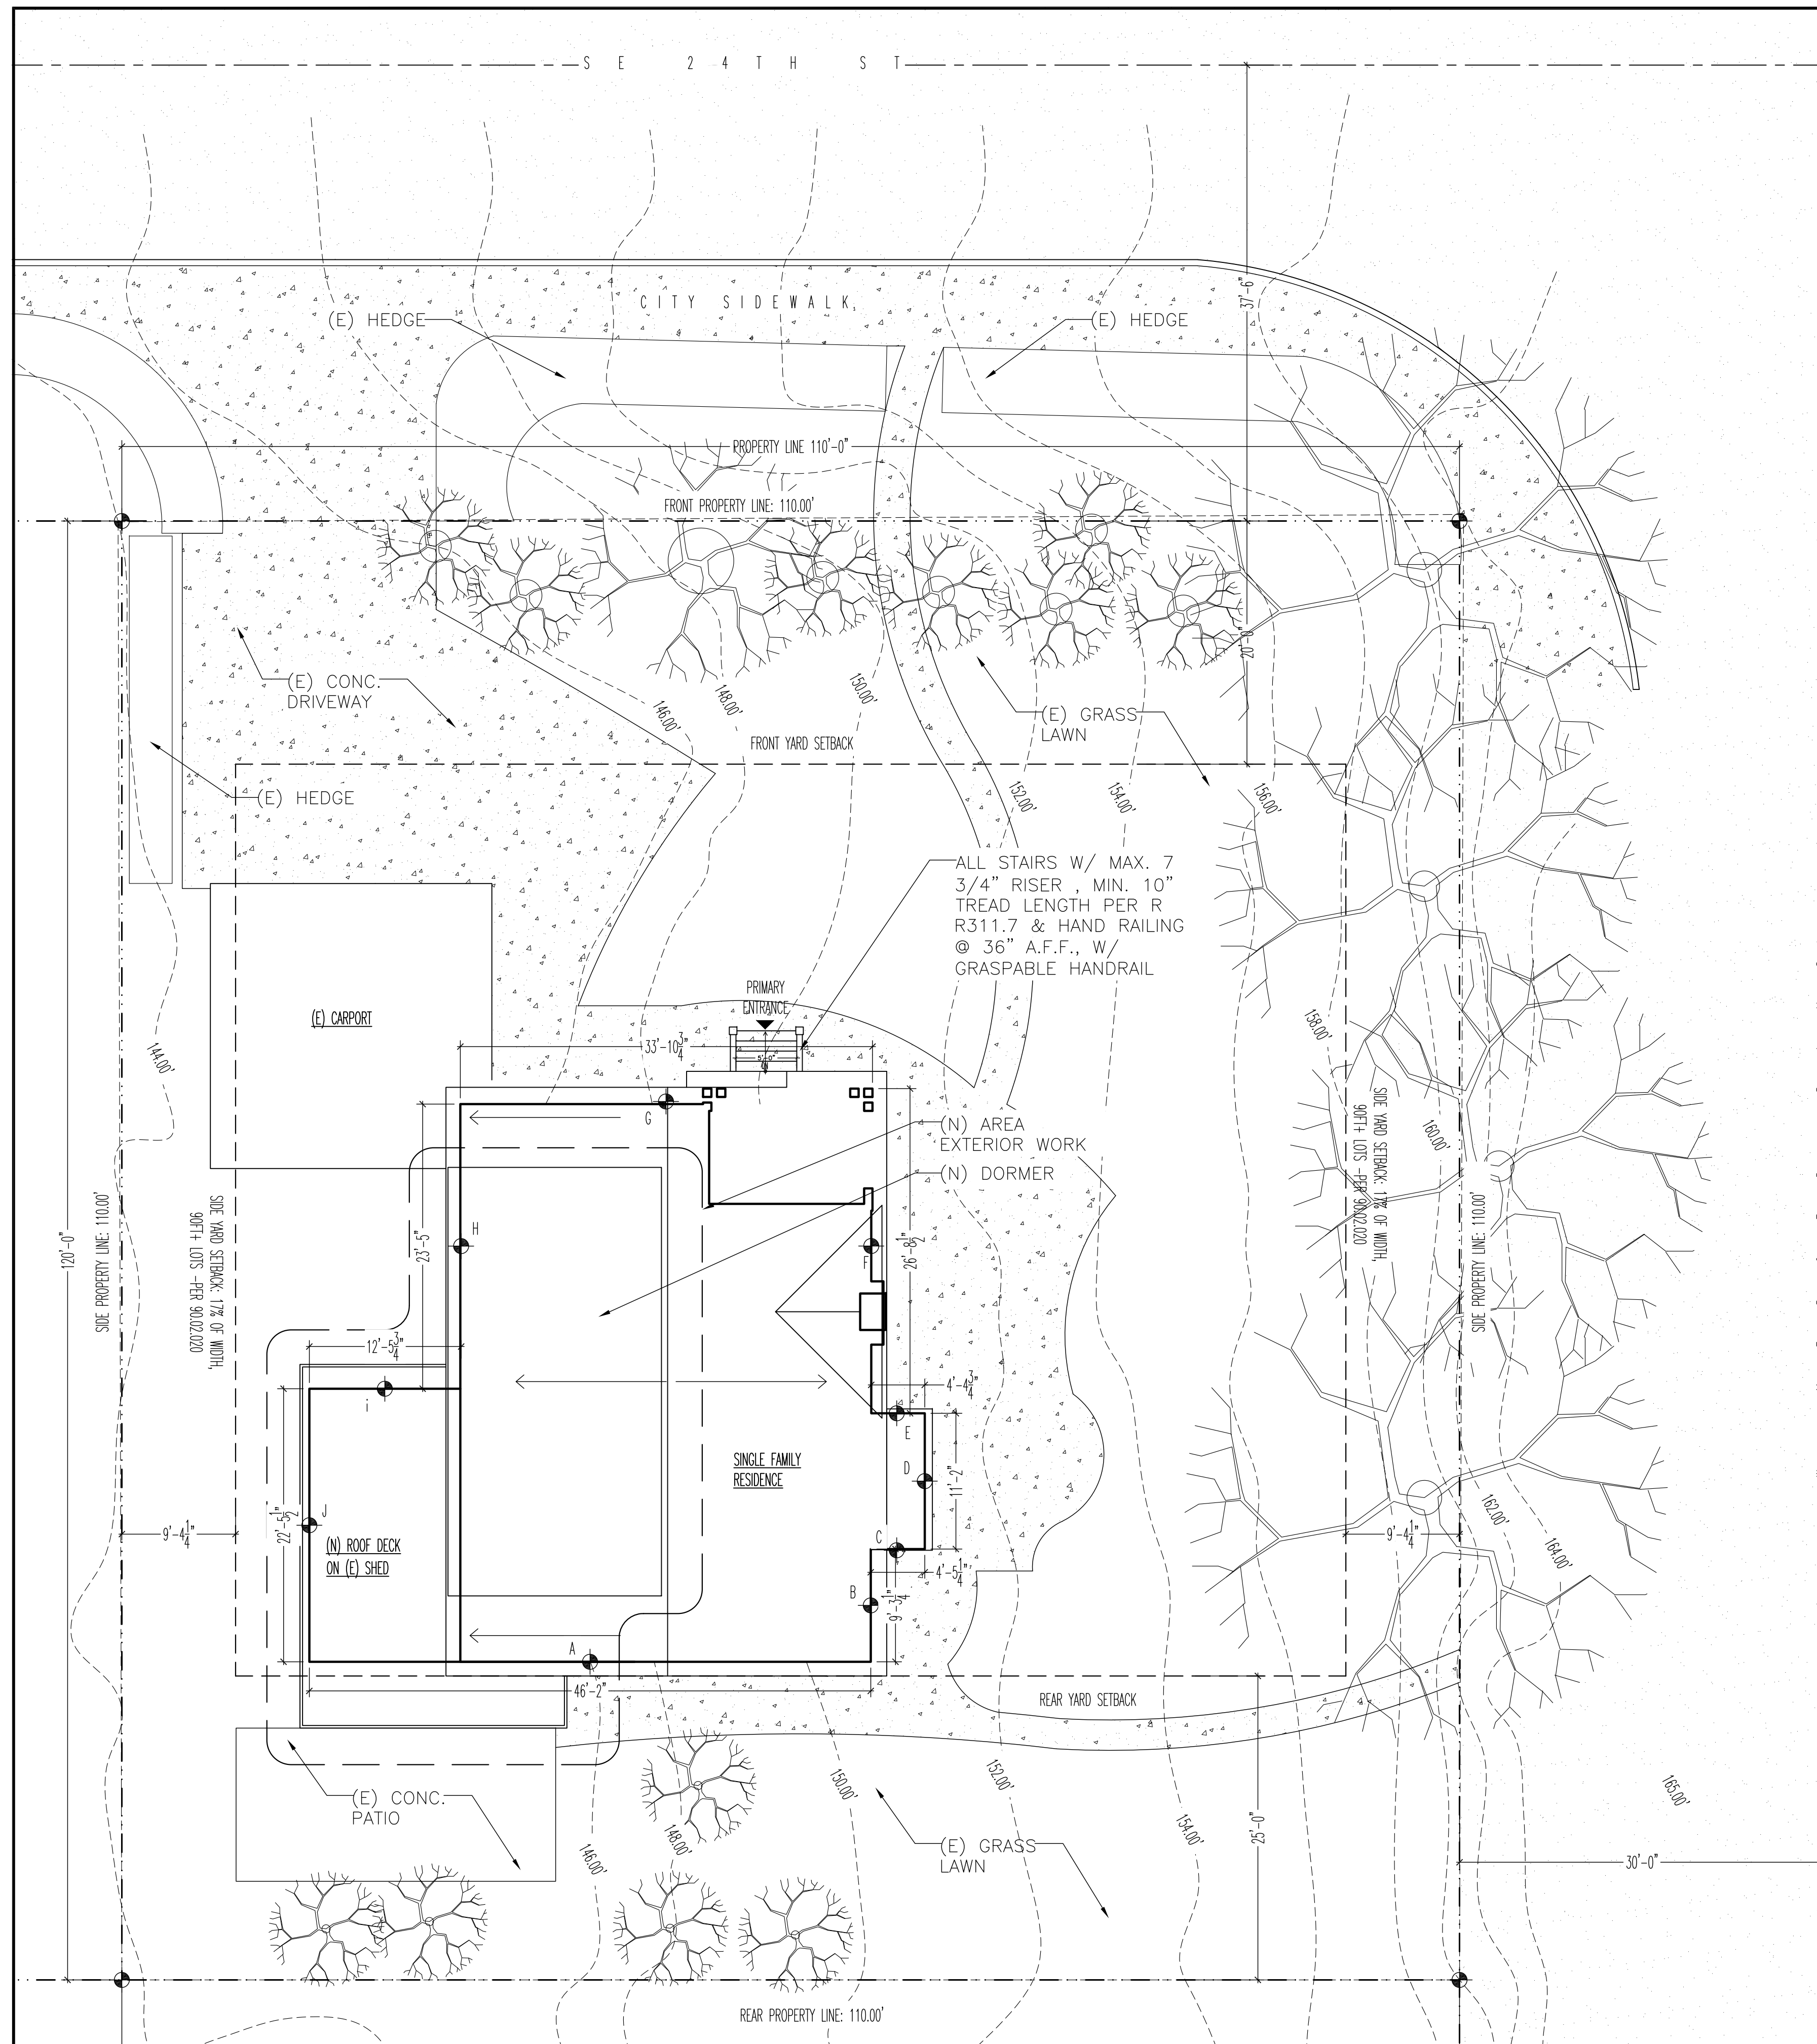 SE 24TH ST
CITY SIDEWALK
(E) HEDGE
(E) HEDGE
37'-6"
PROPERTY LINE 110'-0"
FRONT PROPERTY LINE: 110.00'
20'-0"
(E) CONC.
DRIVEWAY
146.00'
148.00'
150.00'
(E) GRASS
LAWN
FRONT YARD SETBACK
(E) HEDGE
152.00'
154.00'
156.00'
ALL STAIRS W/ MAX. 7
3/4" RISER , MIN. 10"
TREAD LENGTH PER R
R311.7 & HAND RAILING
@ 36" A.F.F., W/
GRASPABLE HANDRAIL
PRIMARY
ENTRANCE
(E) CARPORT
144.00'
158.00'
160.00'
33'-10 3/4"
5'-0"
G
(N) AREA
EXTERIOR WORK
(N) DORMER
SIDE YARD SETBACK: 17% OF WIDTH,
90FT+ LOTS -PER 90.02.020
SIDE PROPERTY LINE: 110.00'
120'-0"
SIDE PROPERTY LINE: 110.00'
SIDE YARD SETBACK: 17% OF WIDTH,
90FT+ LOTS -PER 90.02.020
23'-5"
H
F
26'-8 1/2"
12'-5 3/4"
i
4'-4 3/4"
E
SINGLE FAMILY
RESIDENCE
D
11'-2"
J
22'-5 1/2"
9'-4 1/4"
(N) ROOF DECK
ON (E) SHED
C
4'-5 1/4"
B
9'-3 1/4"
9'-4 1/4"
162.00'
164.00'
A
46'-2"
REAR YARD SETBACK
(E) CONC.
PATIO
146.00'
148.00'
150.00'
152.00'
154.00'
165.00'
(E) GRASS
LAWN
25'-0"
30'-0"
REAR PROPERTY LINE: 110.00'